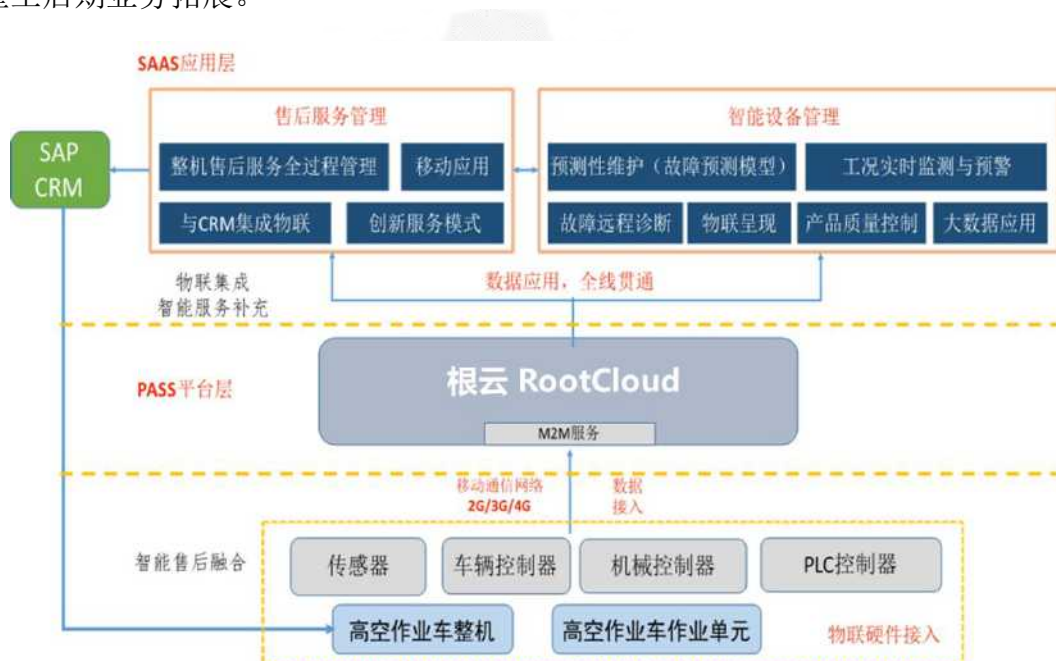 后期业务拓展。
SAAS应用层
售后服务管理
智能设备管理
SAP
CRM
整机售后服务全过程管理
移动应用
预测性维护（故障预测模型）
工况实时监测与预警
与CRM集成物联
创新服务模式
故障远程诊断
物联呈现
产品质量控制
大数据应用
物联集成
智能服务补充
数据应用，全线贯通
PASS平台层
根云 RootCloud
M2M服务
移动通信网络
2G/3G/4G
数据
接入
智能售后融合
传感器
车辆控制器
机械控制器
PLC控制器
高空作业车整机
高空作业车作业单元
物联硬件接入